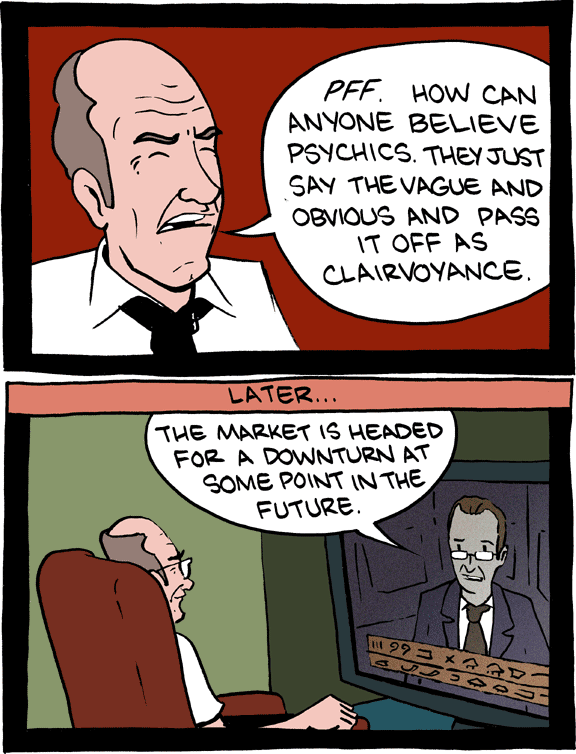 PFF. HOW CAN
ANYONE BELIEVE
PSYCHICS. THEY JUST
SAY THE VAGUE AND
OBVIOUS AND PASS
IT OFF AS
CLAIRVOYANCE.
LATER...
THE MARKET IS HEADED
FOR A DOWNTURN AT
SOME POINT IN THE
FUTURE.